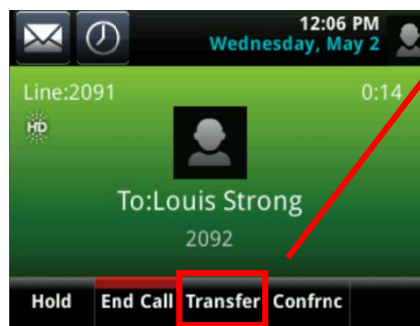 12:06 PM
Wednesday, May 2
Line:2091 0:14
HD
To:Louis Strong
2092
Hold End Call Transfer Confrnc